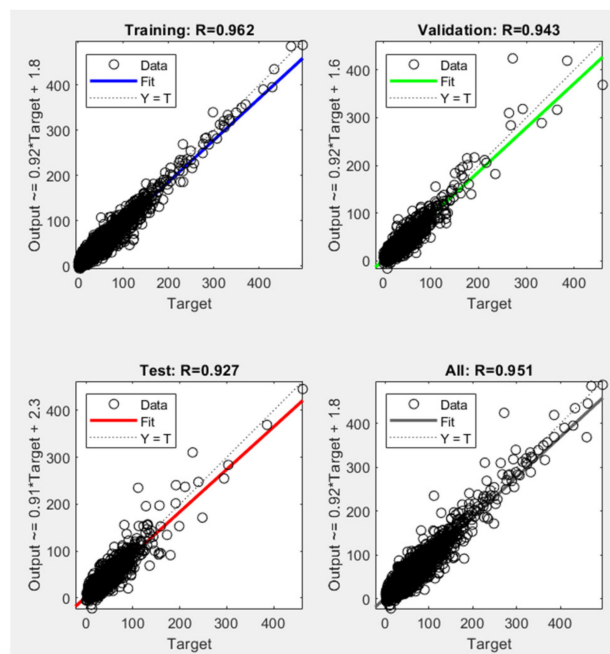 Training: R=0.962
Output ~= 0.92*Target + 1.8
400
300
200
100
0
Data
Fit
Y = T
0 100 200 300 400
Target
Validation: R=0.943
Output ~= 0.92*Target + 1.6
400
300
200
100
0
Data
Fit
Y = T
0 100 200 300 400
Target
Test: R=0.927
Output ~= 0.91*Target + 2.3
400
300
200
100
0
Data
Fit
Y = T
0 100 200 300 400
Target
All: R=0.951
Output ~= 0.92*Target + 1.8
400
300
200
100
0
Data
Fit
Y = T
0 100 200 300 400
Target